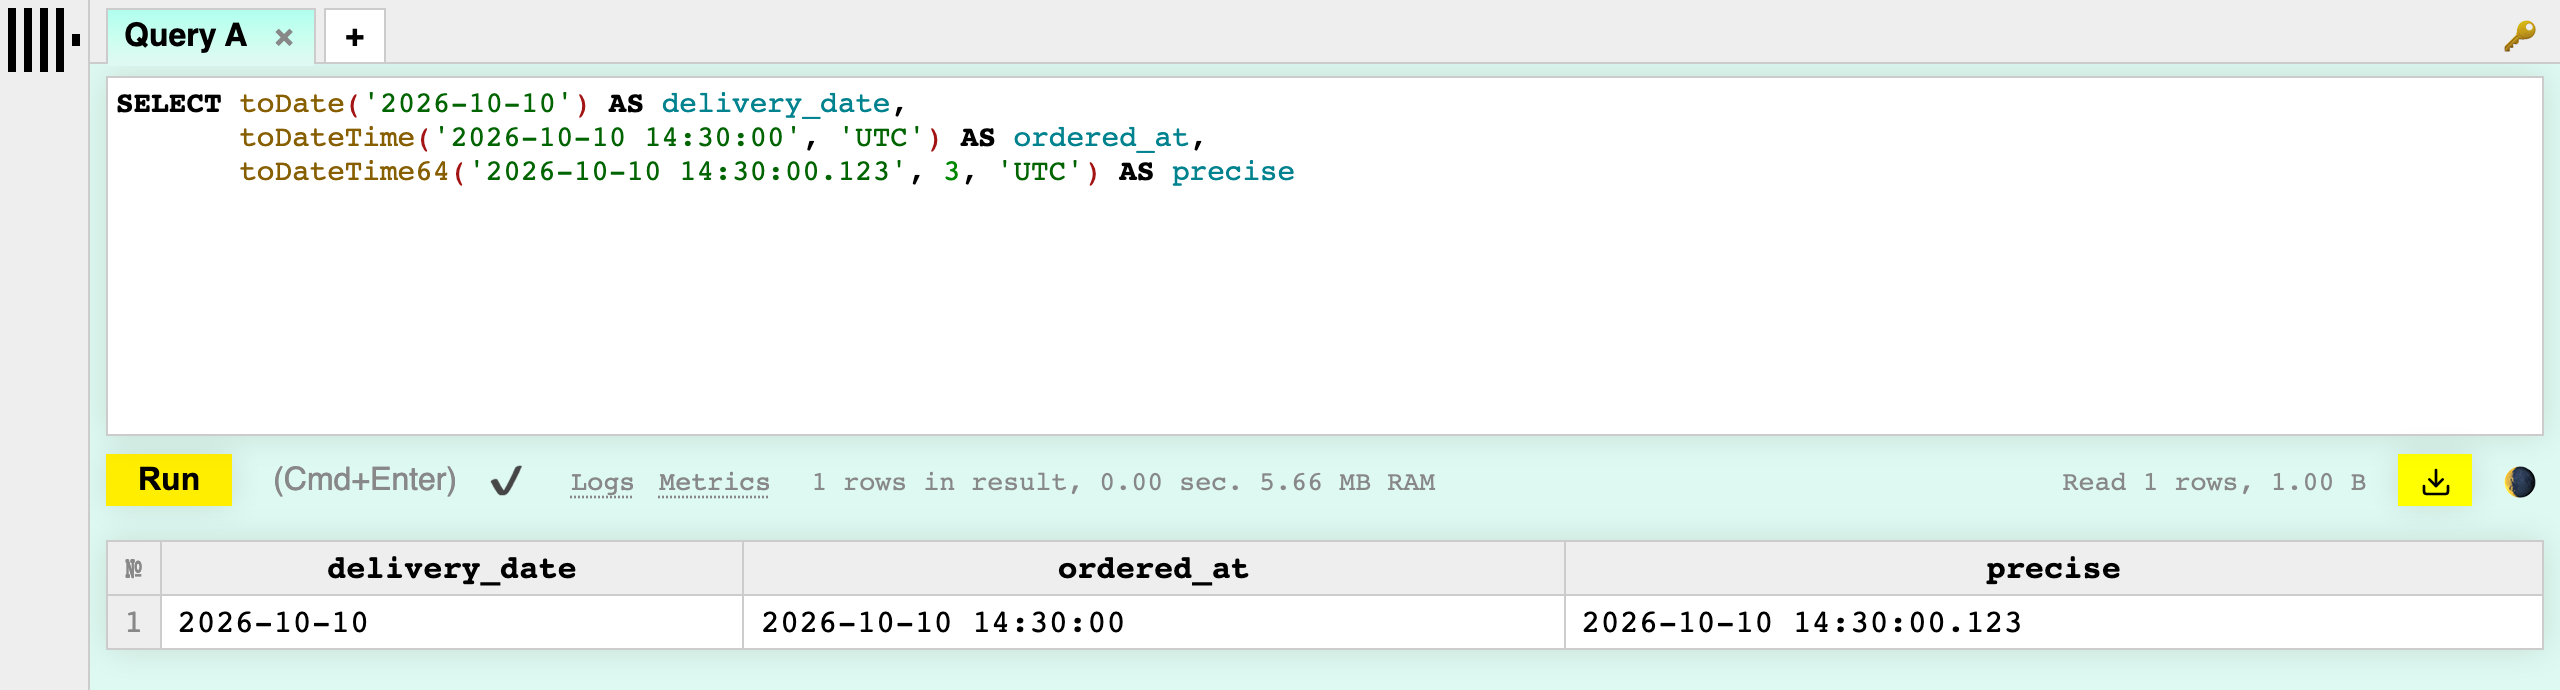 Query A × +
SELECT toDate('2026-10-10') AS delivery_date,
toDateTime('2026-10-10 14:30:00', 'UTC') AS ordered_at,
toDateTime64('2026-10-10 14:30:00.123', 3, 'UTC') AS precise
Run (Cmd+Enter) ✔ Logs Metrics 1 rows in result, 0.00 sec. 5.66 MB RAM Read 1 rows, 1.00 B
№ delivery_date ordered_at precise
1 2026-10-10 2026-10-10 14:30:00 2026-10-10 14:30:00.123